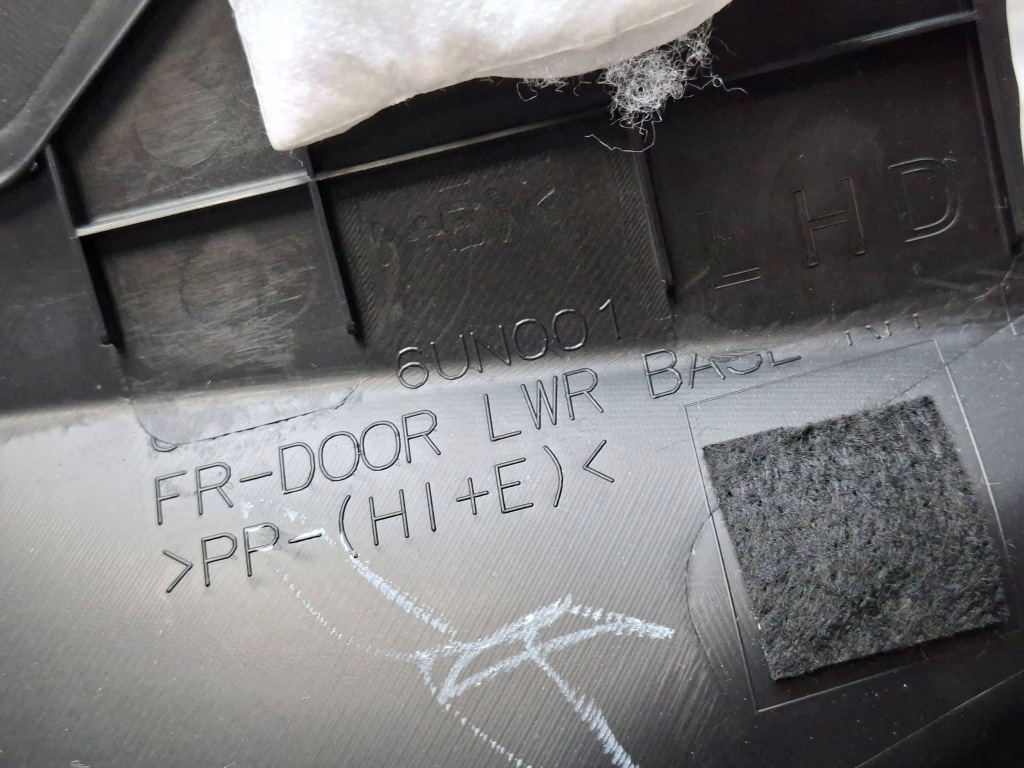 LHD
6UN001
FR-DOOR LWR BASE
>PP-(HI+E)<